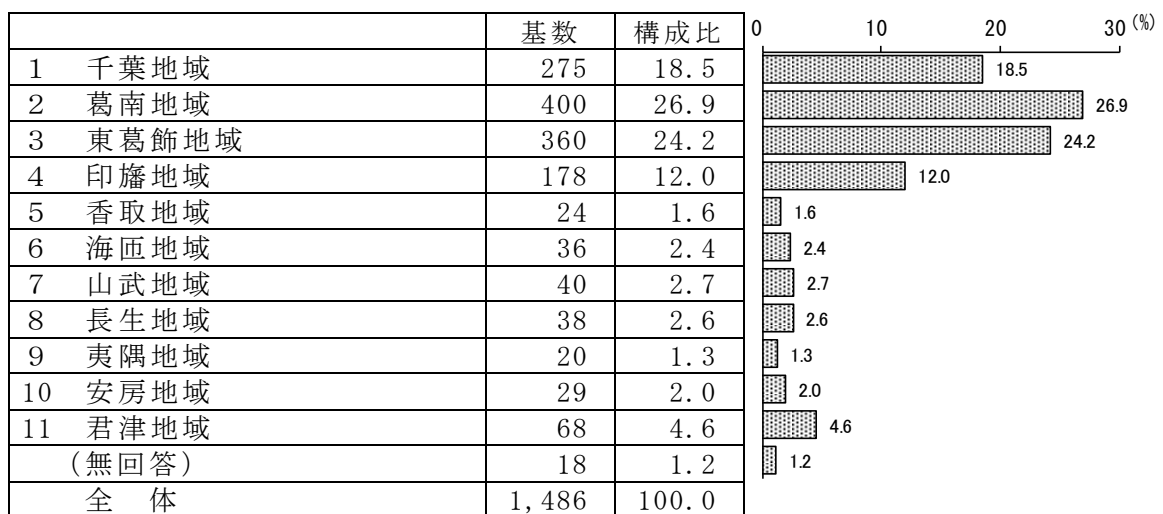 基数 構成比 0 10 20 30 (%)
1 千葉地域 275 18.5 18.5
2 葛南地域 400 26.9 26.9
3 東葛飾地域 360 24.2 24.2
4 印旛地域 178 12.0 12.0
5 香取地域 24 1.6 1.6
6 海匝地域 36 2.4 2.4
7 山武地域 40 2.7 2.7
8 長生地域 38 2.6 2.6
9 夷隅地域 20 1.3 1.3
10 安房地域 29 2.0 2.0
11 君津地域 68 4.6 4.6
(無回答) 18 1.2 1.2
全 体 1,486 100.0